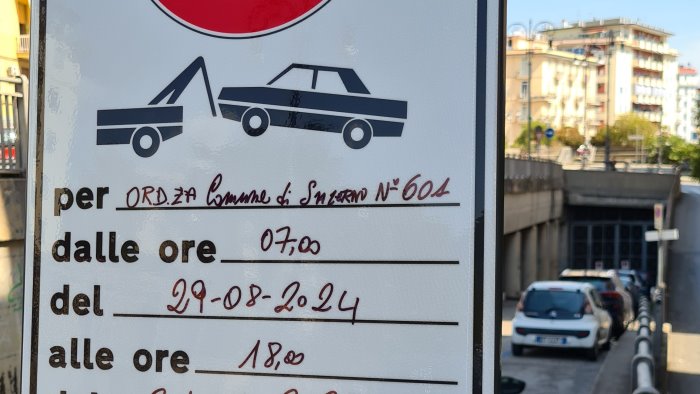 per ORD.ZA Comune di SALERNO N° 601
dalle ore 07,00
del 29-08-2024
alle ore 18,00